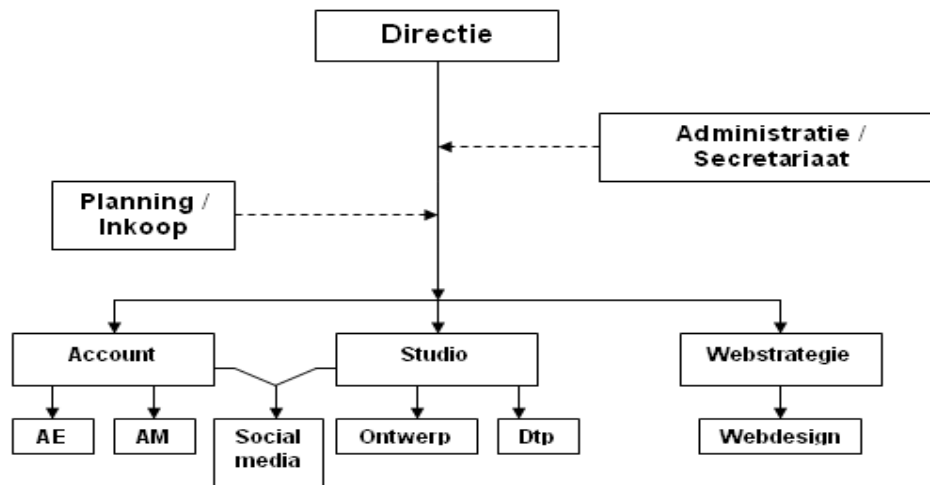 Directie
Administratie /
Secretariaat
Planning /
Inkoop
Account
Studio
Webstrategie
AE
AM
Social
media
Ontwerp
Dtp
Webdesign